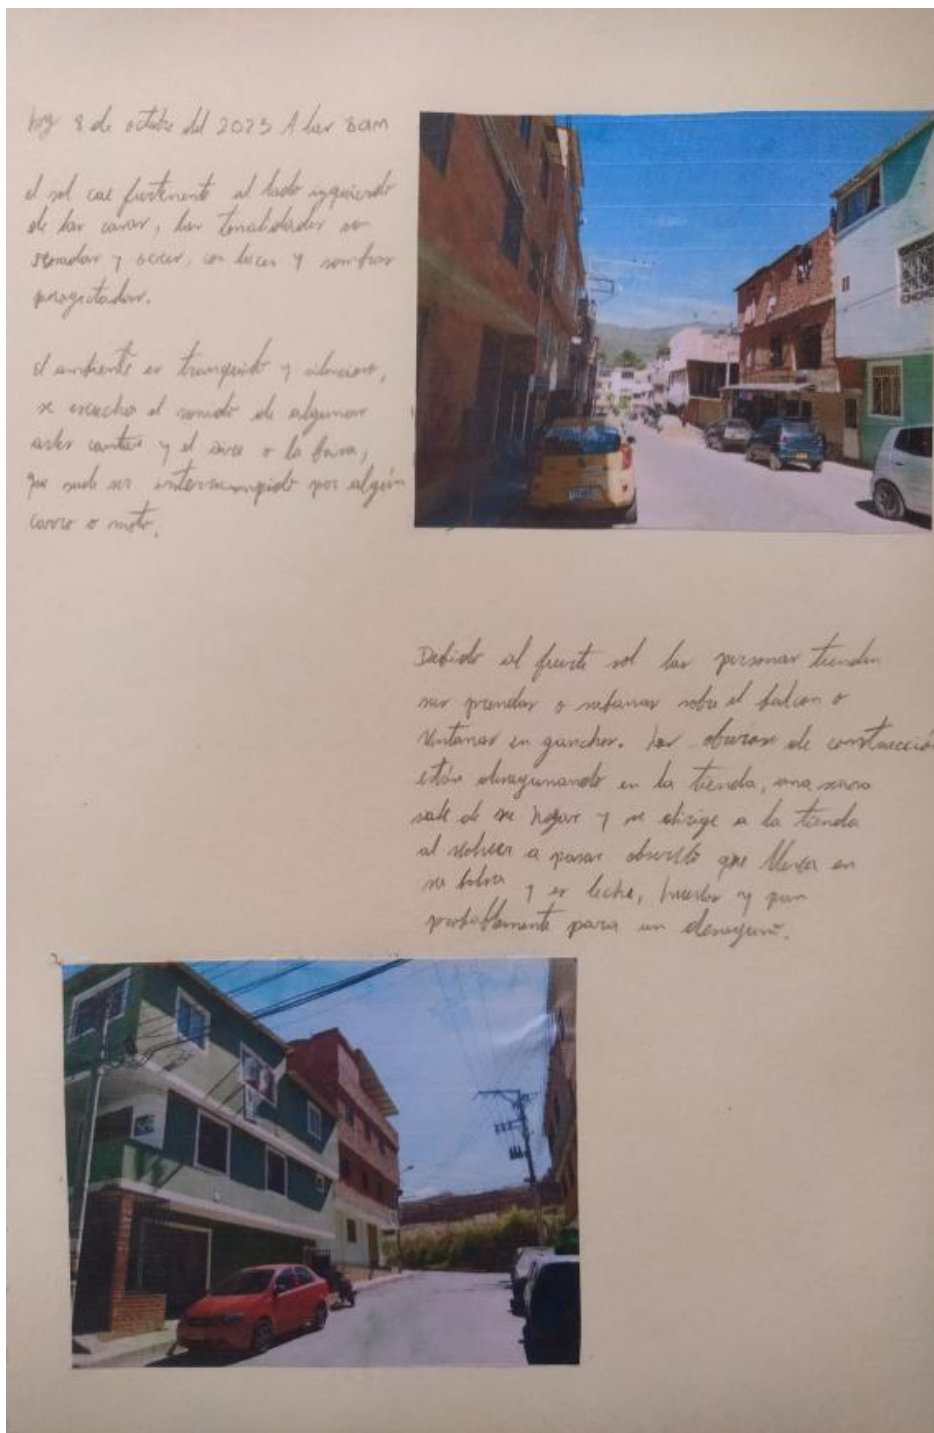 hoy 8 de octubre del 2023 A las 8am
el sol cae fuertemente al lado izquierdo
de las casas, las tonalidades son
rosadas y ocres, con luces y sombras
progectadas.
el ambiente es tranquilo y silencioso,
se escucha el sonido de algunas
aves cantar y el aire o la brisa,
que suele ser interrumpido por algún
carro o moto.
Debido al fuerte sol las personas tienden
sus prendas o sabanas sobre el balcon o
ventanas en ganchos. Los obreros de construcción
están desayunando en la tienda, una señora
sale de su hogar y se dirige a la tienda
al volver a pasar observo que lleva en
su bolsa y es leche, huevos y pan
probablemente para un desayuno.